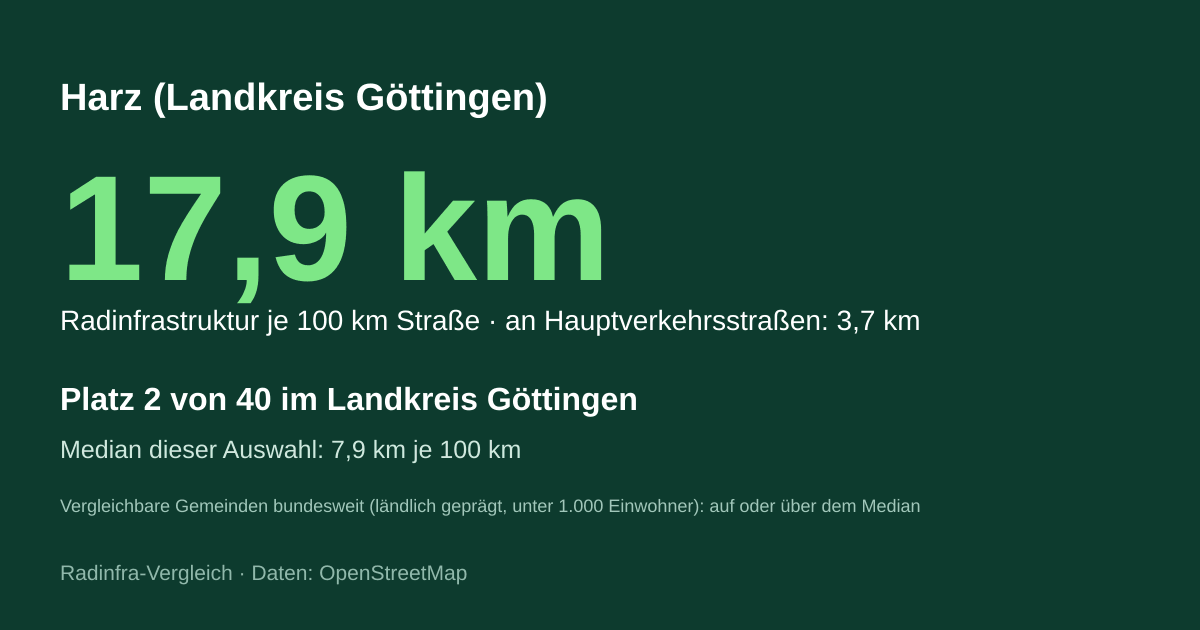 Harz (Landkreis Göttingen)
17,9 km
Radinfrastruktur je 100 km Straße · an Hauptverkehrsstraßen: 3,7 km
Platz 2 von 40 im Landkreis Göttingen
Median dieser Auswahl: 7,9 km je 100 km
Vergleichbare Gemeinden bundesweit (ländlich geprägt, unter 1.000 Einwohner): auf oder über dem Median
Radinfra-Vergleich · Daten: OpenStreetMap